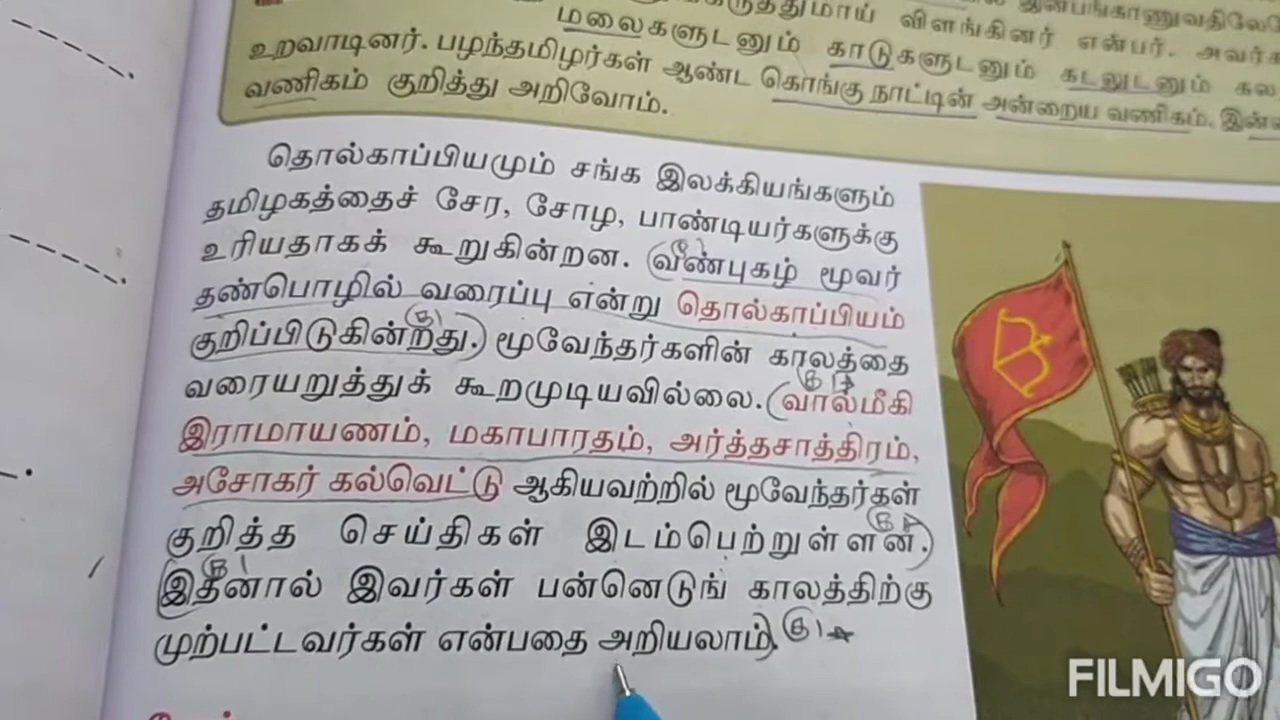 விளங்கினர் என்பர்.
மலைகளுடனும் காடுகளுடனும் கடலுடனும்
உறவாடினர். பழந்தமிழர்கள் ஆண்ட கொங்கு நாட்டின் அன்றைய வணிகம்,
வணிகம் குறித்து அறிவோம்.
தொல்காப்பியமும் சங்க இலக்கியங்களும்
தமிழகத்தைச் சேர, சோழ, பாண்டியர்களுக்கு
உரியதாகக் கூறுகின்றன. வண்புகழ் மூவர்
தண்பொழில் வரைப்பு என்று தொல்காப்பியம்
குறிப்பிடுகின்றது. மூவேந்தர்களின் காலத்தை
வரையறுத்துக் கூறமுடியவில்லை. வால்மீகி
இராமாயணம், மகாபாரதம், அர்த்தசாத்திரம்,
அசோகர் கல்வெட்டு ஆகியவற்றில் மூவேந்தர்கள்
குறித்த செய்திகள் இடம்பெற்றுள்ளன.
இதனால் இவர்கள் பன்னெடுங் காலத்திற்கு
முற்பட்டவர்கள் என்பதை அறியலாம்.
FILMIGO